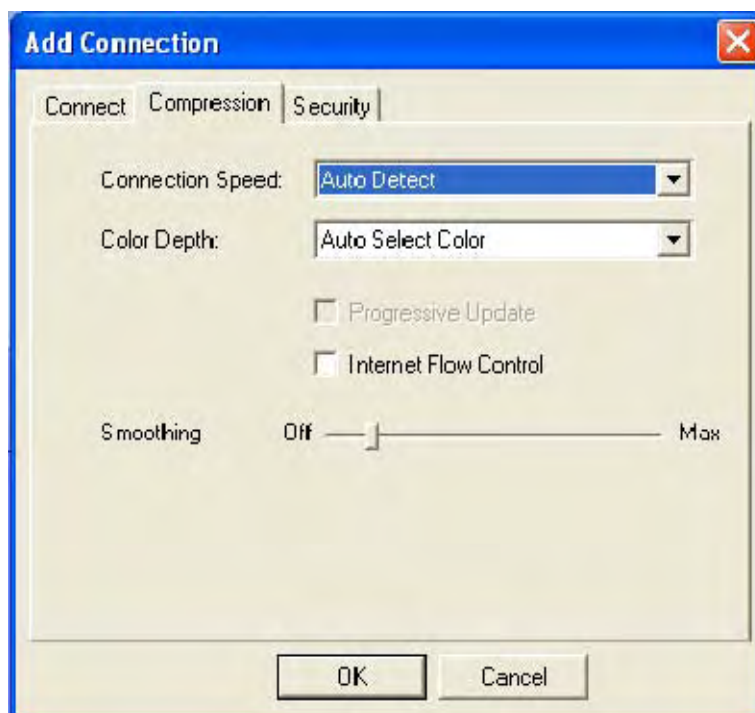 Add Connection
Connect Compression Security
Connection Speed: Auto Detect
Color Depth: Auto Select Color
Progressive Update
Internet Flow Control
Smoothing Off Max
OK Cancel